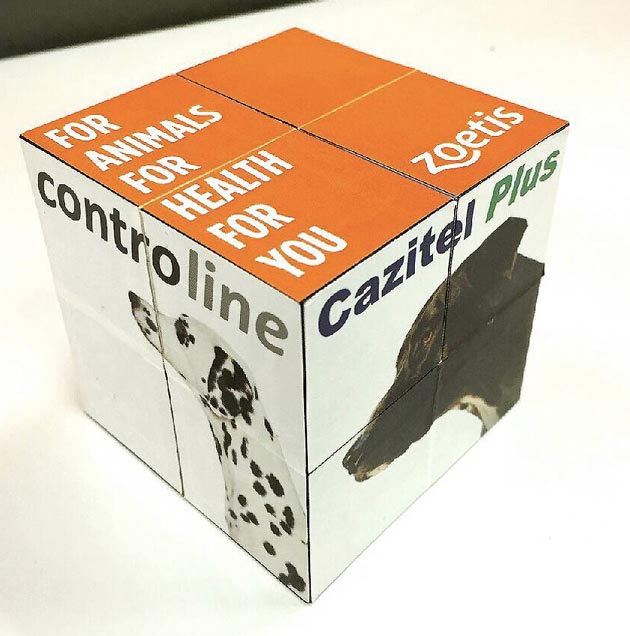 FOR
ANIMALS
FOR
HEALTH
FOR
YOU
zoetis
controline
Cazitel Plus